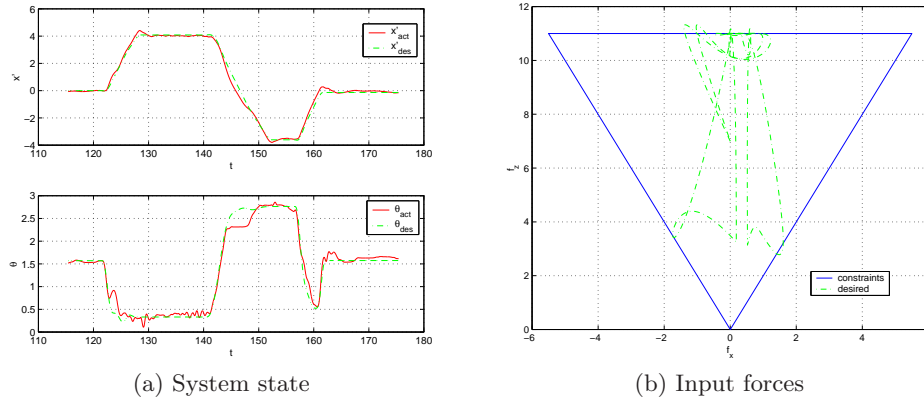 6
4
2
0
−2
−4
x'
110 120 130 140 150 160 170 180
t
x'act
x'des
3
2.5
2
1.5
1
0.5
0
θ
110 120 130 140 150 160 170 180
t
θact
θdes
(a) System state
12
10
8
6
4
2
0
fz
−6 −4 −2 0 2 4 6
fx
constraints
desired
(b) Input forces